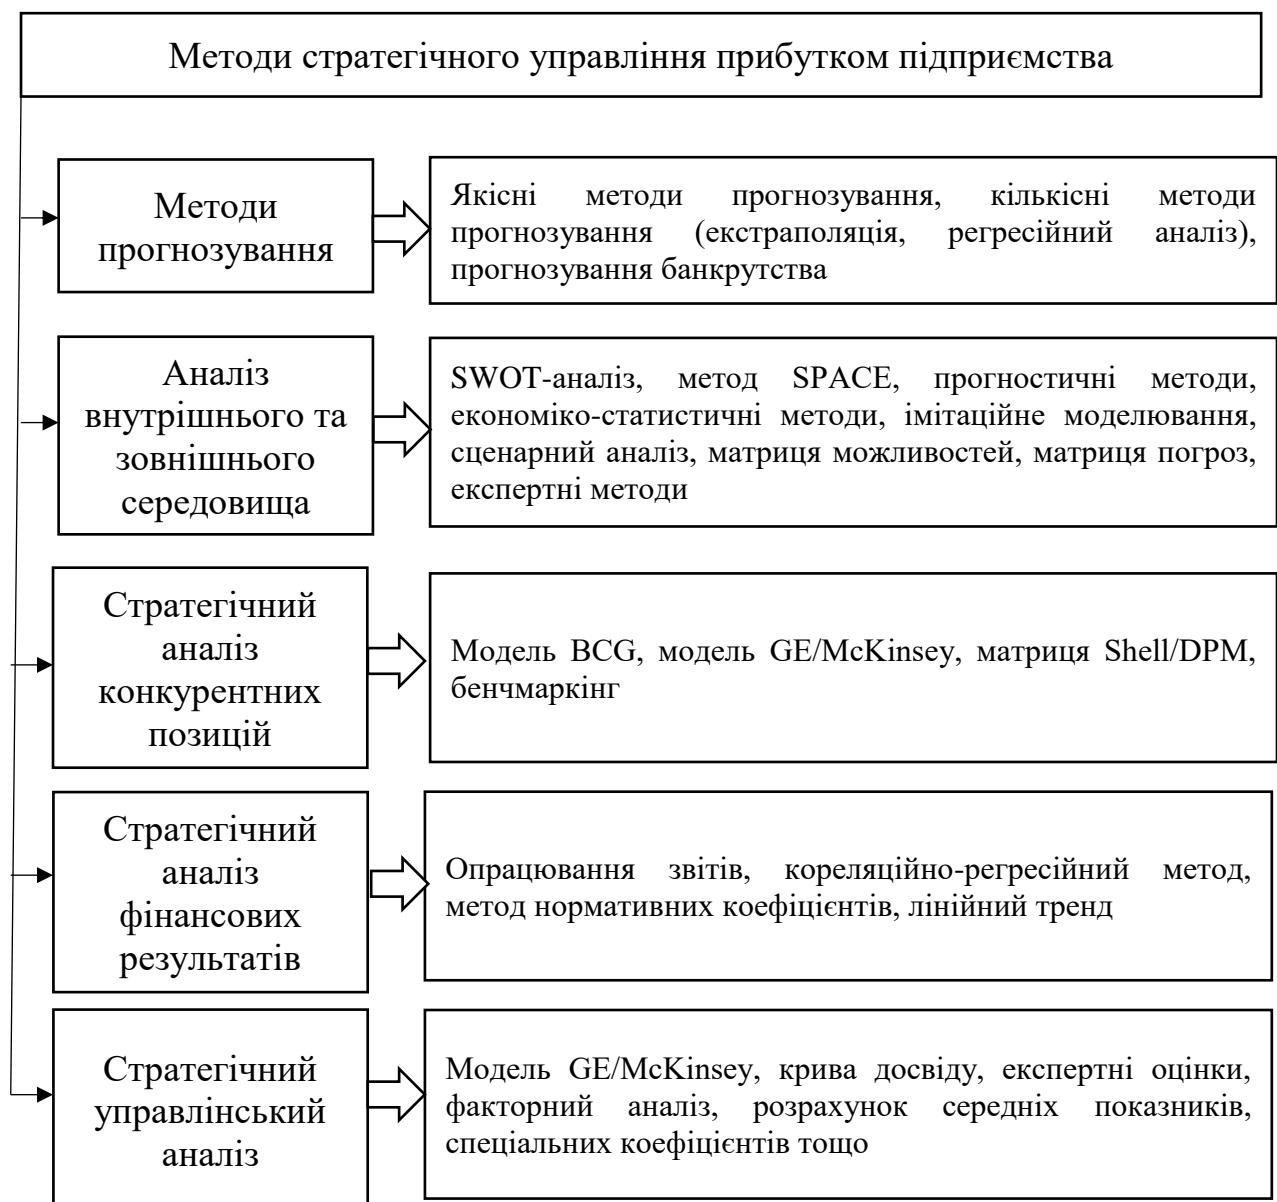 Методи стратегічного управління прибутком підприємства
Методи
прогнозування
Якісні методи прогнозування, кількісні методи
прогнозування (екстраполяція, регресійний аналіз),
прогнозування банкрутства
Аналіз
внутрішнього та
зовнішнього
середовища
SWOT-аналіз, метод SPACE, прогностичні методи,
економіко-статистичні методи, імітаційне моделювання,
сценарний аналіз, матриця можливостей, матриця погроз,
експертні методи
Стратегічний
аналіз
конкурентних
позицій
Модель BCG, модель GE/McKinsey, матриця Shell/DPM,
бенчмаркінг
Стратегічний
аналіз
фінансових
результатів
Опрацювання звітів, кореляційно-регресійний метод,
метод нормативних коефіцієнтів, лінійний тренд
Стратегічний
управлінський
аналіз
Модель GE/McKinsey, крива досвіду, експертні оцінки,
факторний аналіз, розрахунок середніх показників,
спеціальних коефіцієнтів тощо